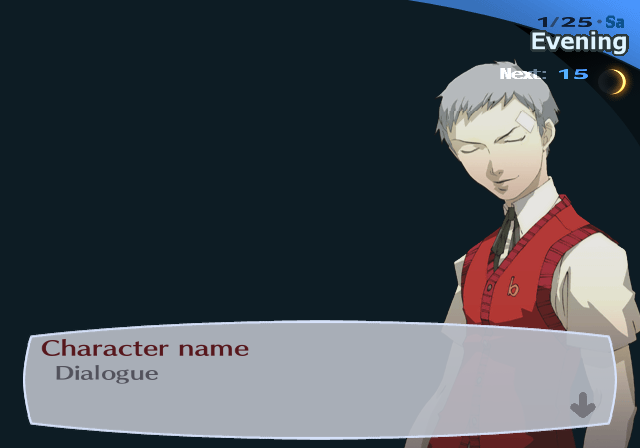 1/25・Sa
Evening
Next: 15
Character name
Dialogue
b